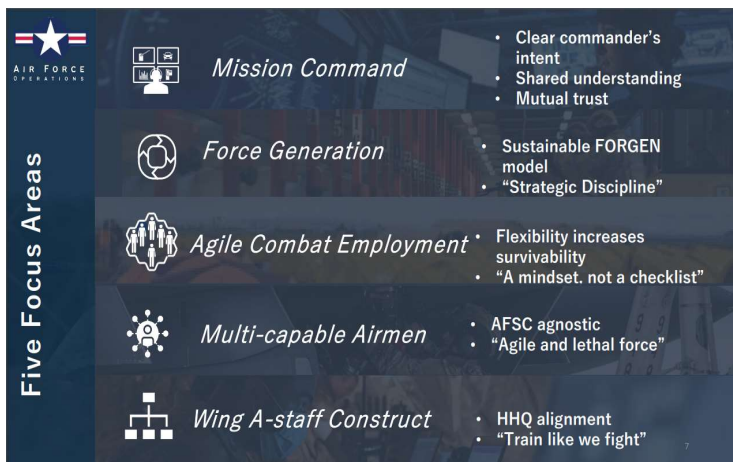 AIR FORCE
OPERATIONS
Five Focus Areas
Mission Command
• Clear commander's
intent
• Shared understanding
• Mutual trust
Force Generation
• Sustainable FORGEN
model
• “Strategic Discipline”
Agile Combat Employment
• Flexibility increases
survivability
• “A mindset. not a checklist”
Multi-capable Airmen
• AFSC agnostic
• “Agile and lethal force”
Wing A-staff Construct
• HHQ alignment
• “Train like we fight”
7